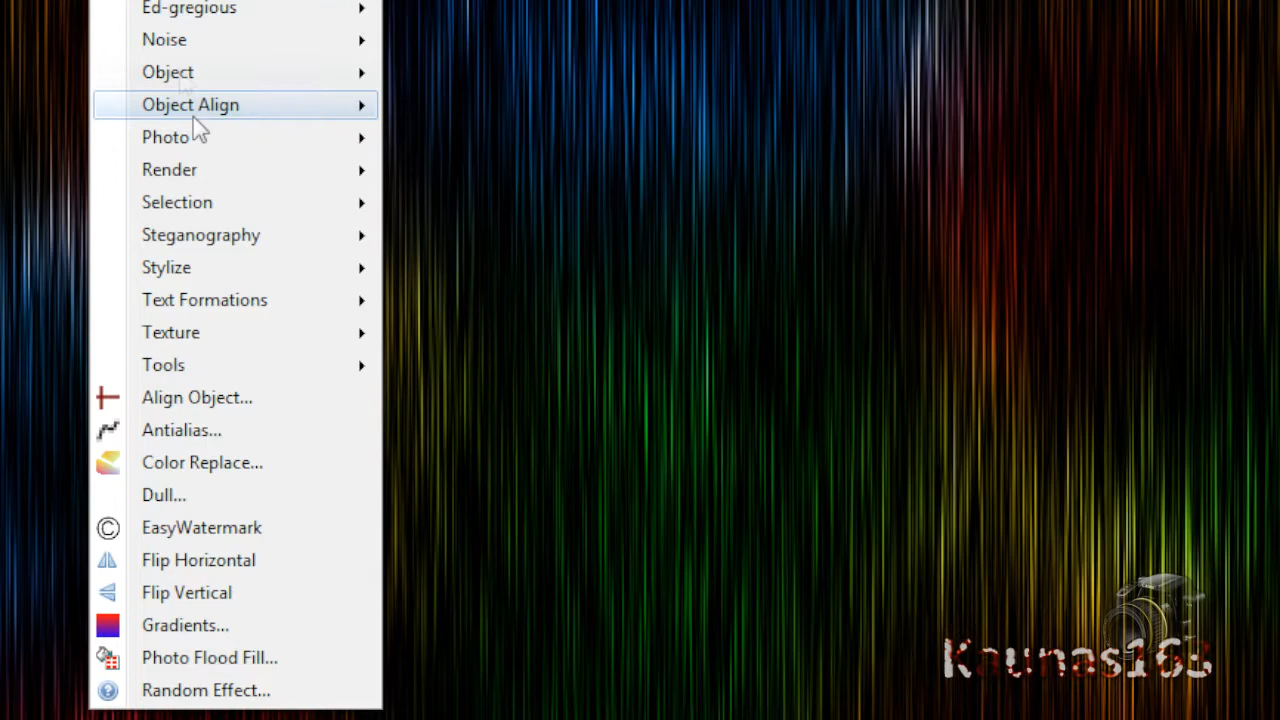 Ed-gregious
Noise
Object
Object Align
Photo
Render
Selection
Steganography
Stylize
Text Formations
Texture
Tools
Align Object...
Antialias...
Color Replace...
Dull...
EasyWatermark
Flip Horizontal
Flip Vertical
Gradients...
Photo Flood Fill...
Random Effect...
Kaunas163